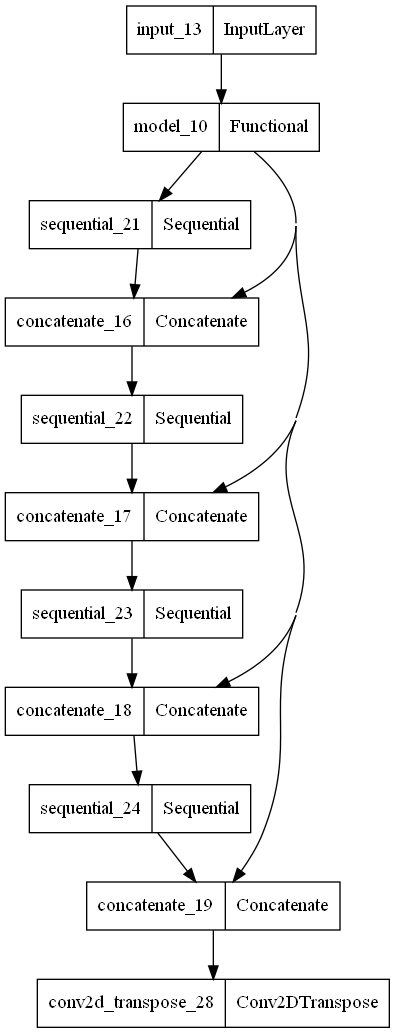 input_13 InputLayer
model_10 Functional
sequential_21 Sequential
concatenate_16 Concatenate
sequential_22 Sequential
concatenate_17 Concatenate
sequential_23 Sequential
concatenate_18 Concatenate
sequential_24 Sequential
concatenate_19 Concatenate
conv2d_transpose_28 Conv2DTranspose